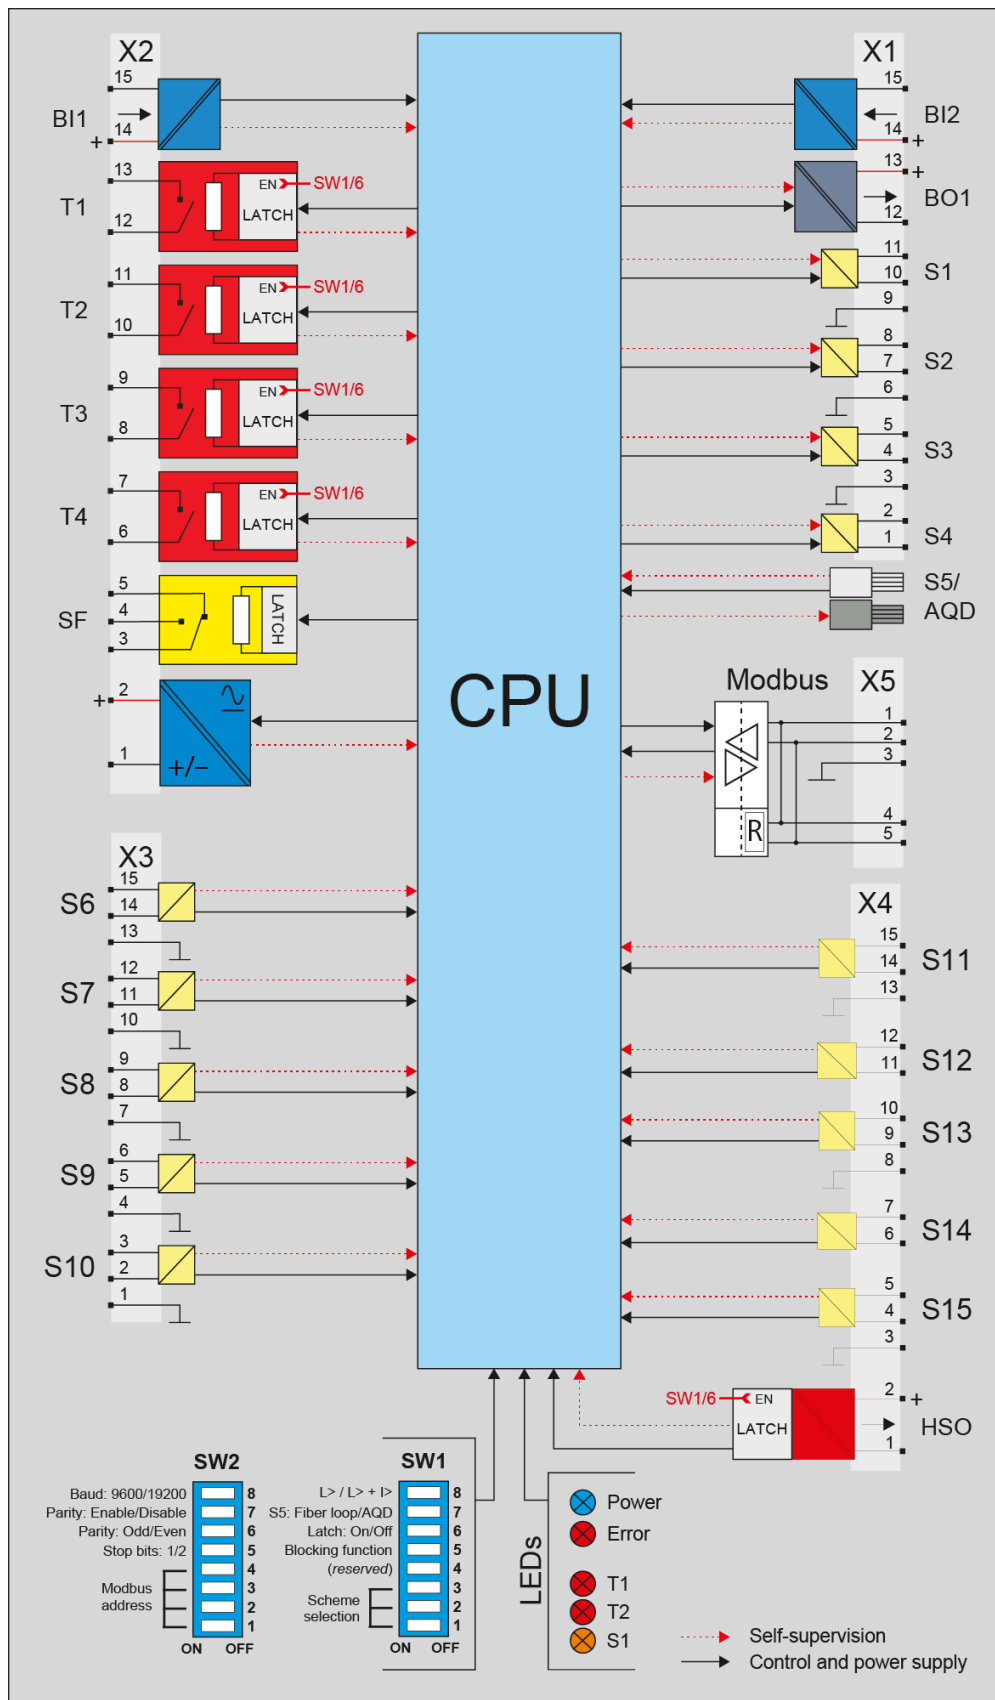 X2
15
BI1
14
+
13
T1
12
EN
SW1/6
LATCH
11
T2
10
EN
SW1/6
LATCH
9
T3
8
EN
SW1/6
LATCH
7
T4
6
EN
SW1/6
LATCH
5
SF
4
3
LATCH
2
+
1
+/−
X3
15
S6
14
13
12
S7
11
10
9
S8
8
7
6
S9
5
4
3
S10
2
1
CPU
X1
15
BI2
14
+
13
+
BO1
12
11
S1
10
9
8
S2
7
6
5
S3
4
3
2
S4
1
S5/
AQD
Modbus
X5
1
2
3
4
5
R
X4
15
S11
14
13
12
S12
11
10
S13
9
8
7
S14
6
5
S15
4
3
2
+
HSO
1
SW1/6
EN
LATCH
SW2
Baud: 9600/19200 8
Parity: Enable/Disable 7
Parity: Odd/Even 6
Stop bits: 1/2 5
4
Modbus
address
3
2
1
ON OFF
SW1
L> / L> + I> 8
S5: Fiber loop/AQD 7
Latch: On/Off 6
Blocking function 5
(reserved) 4
Scheme
selection
3
2
1
ON OFF
LEDs
Power
Error
T1
T2
S1
Self-supervision
Control and power supply